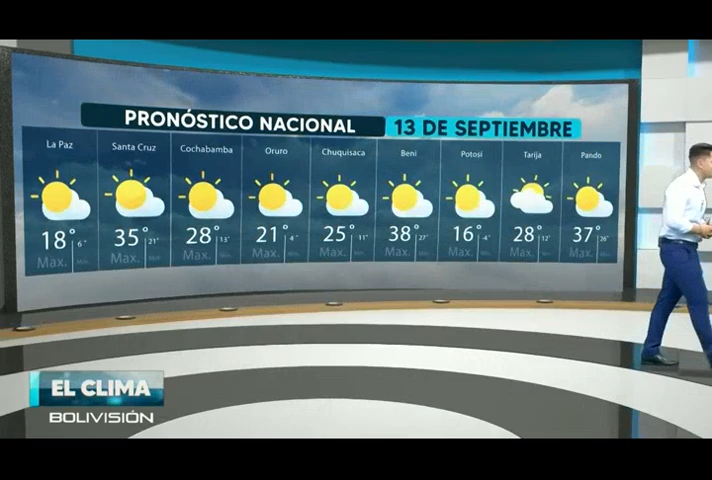 PRONÓSTICO NACIONAL 13 DE SEPTIEMBRE
La Paz Santa Cruz Cochabamba Oruro Chuquisaca Beni Potosí Tarija Pando
18° 6° 35° 21° 28° 13° 21° 25° 11° 38° 27° 16° -4° 28° 12° 37° 26°
Max. Max. Max. Max. Max. Max. Max. Max. Max.
EL CLIMA
BOLIVISIÓN